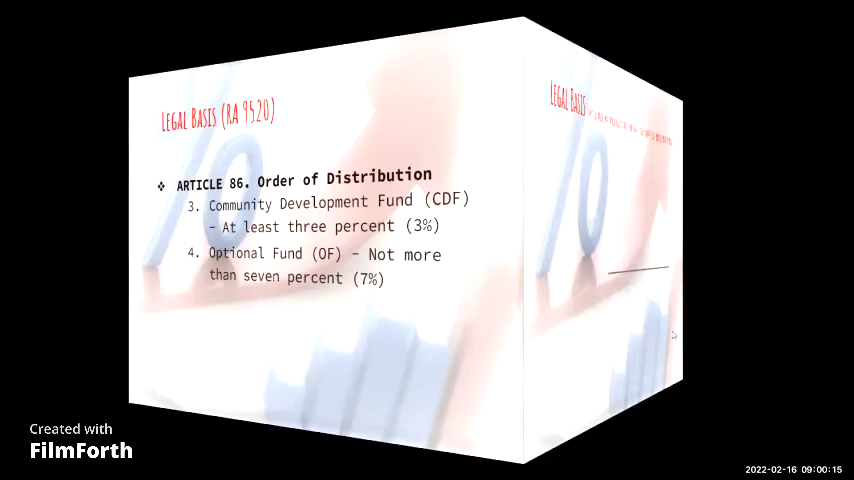 Legal Basis (RA 9520)
❖ ARTICLE 86. Order of Distribution
3. Community Development Fund (CDF)
- At least three percent (3%)
4. Optional Fund (OF) - Not more
than seven percent (7%)
Legal Basis
Created with
FilmForth
2022-02-16 09:00:15